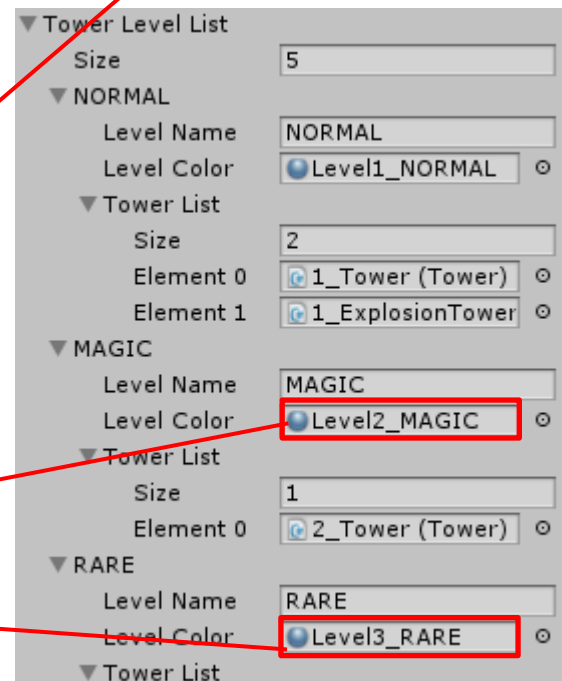 Tower Level List
Size 5
NORMAL
Level Name NORMAL
Level Color Level1_NORMAL
Tower List
Size 2
Element 0 1_Tower (Tower)
Element 1 1_ExplosionTower
MAGIC
Level Name MAGIC
Level Color Level2_MAGIC
Tower List
Size 1
Element 0 2_Tower (Tower)
RARE
Level Name RARE
Level Color Level3_RARE
Tower List